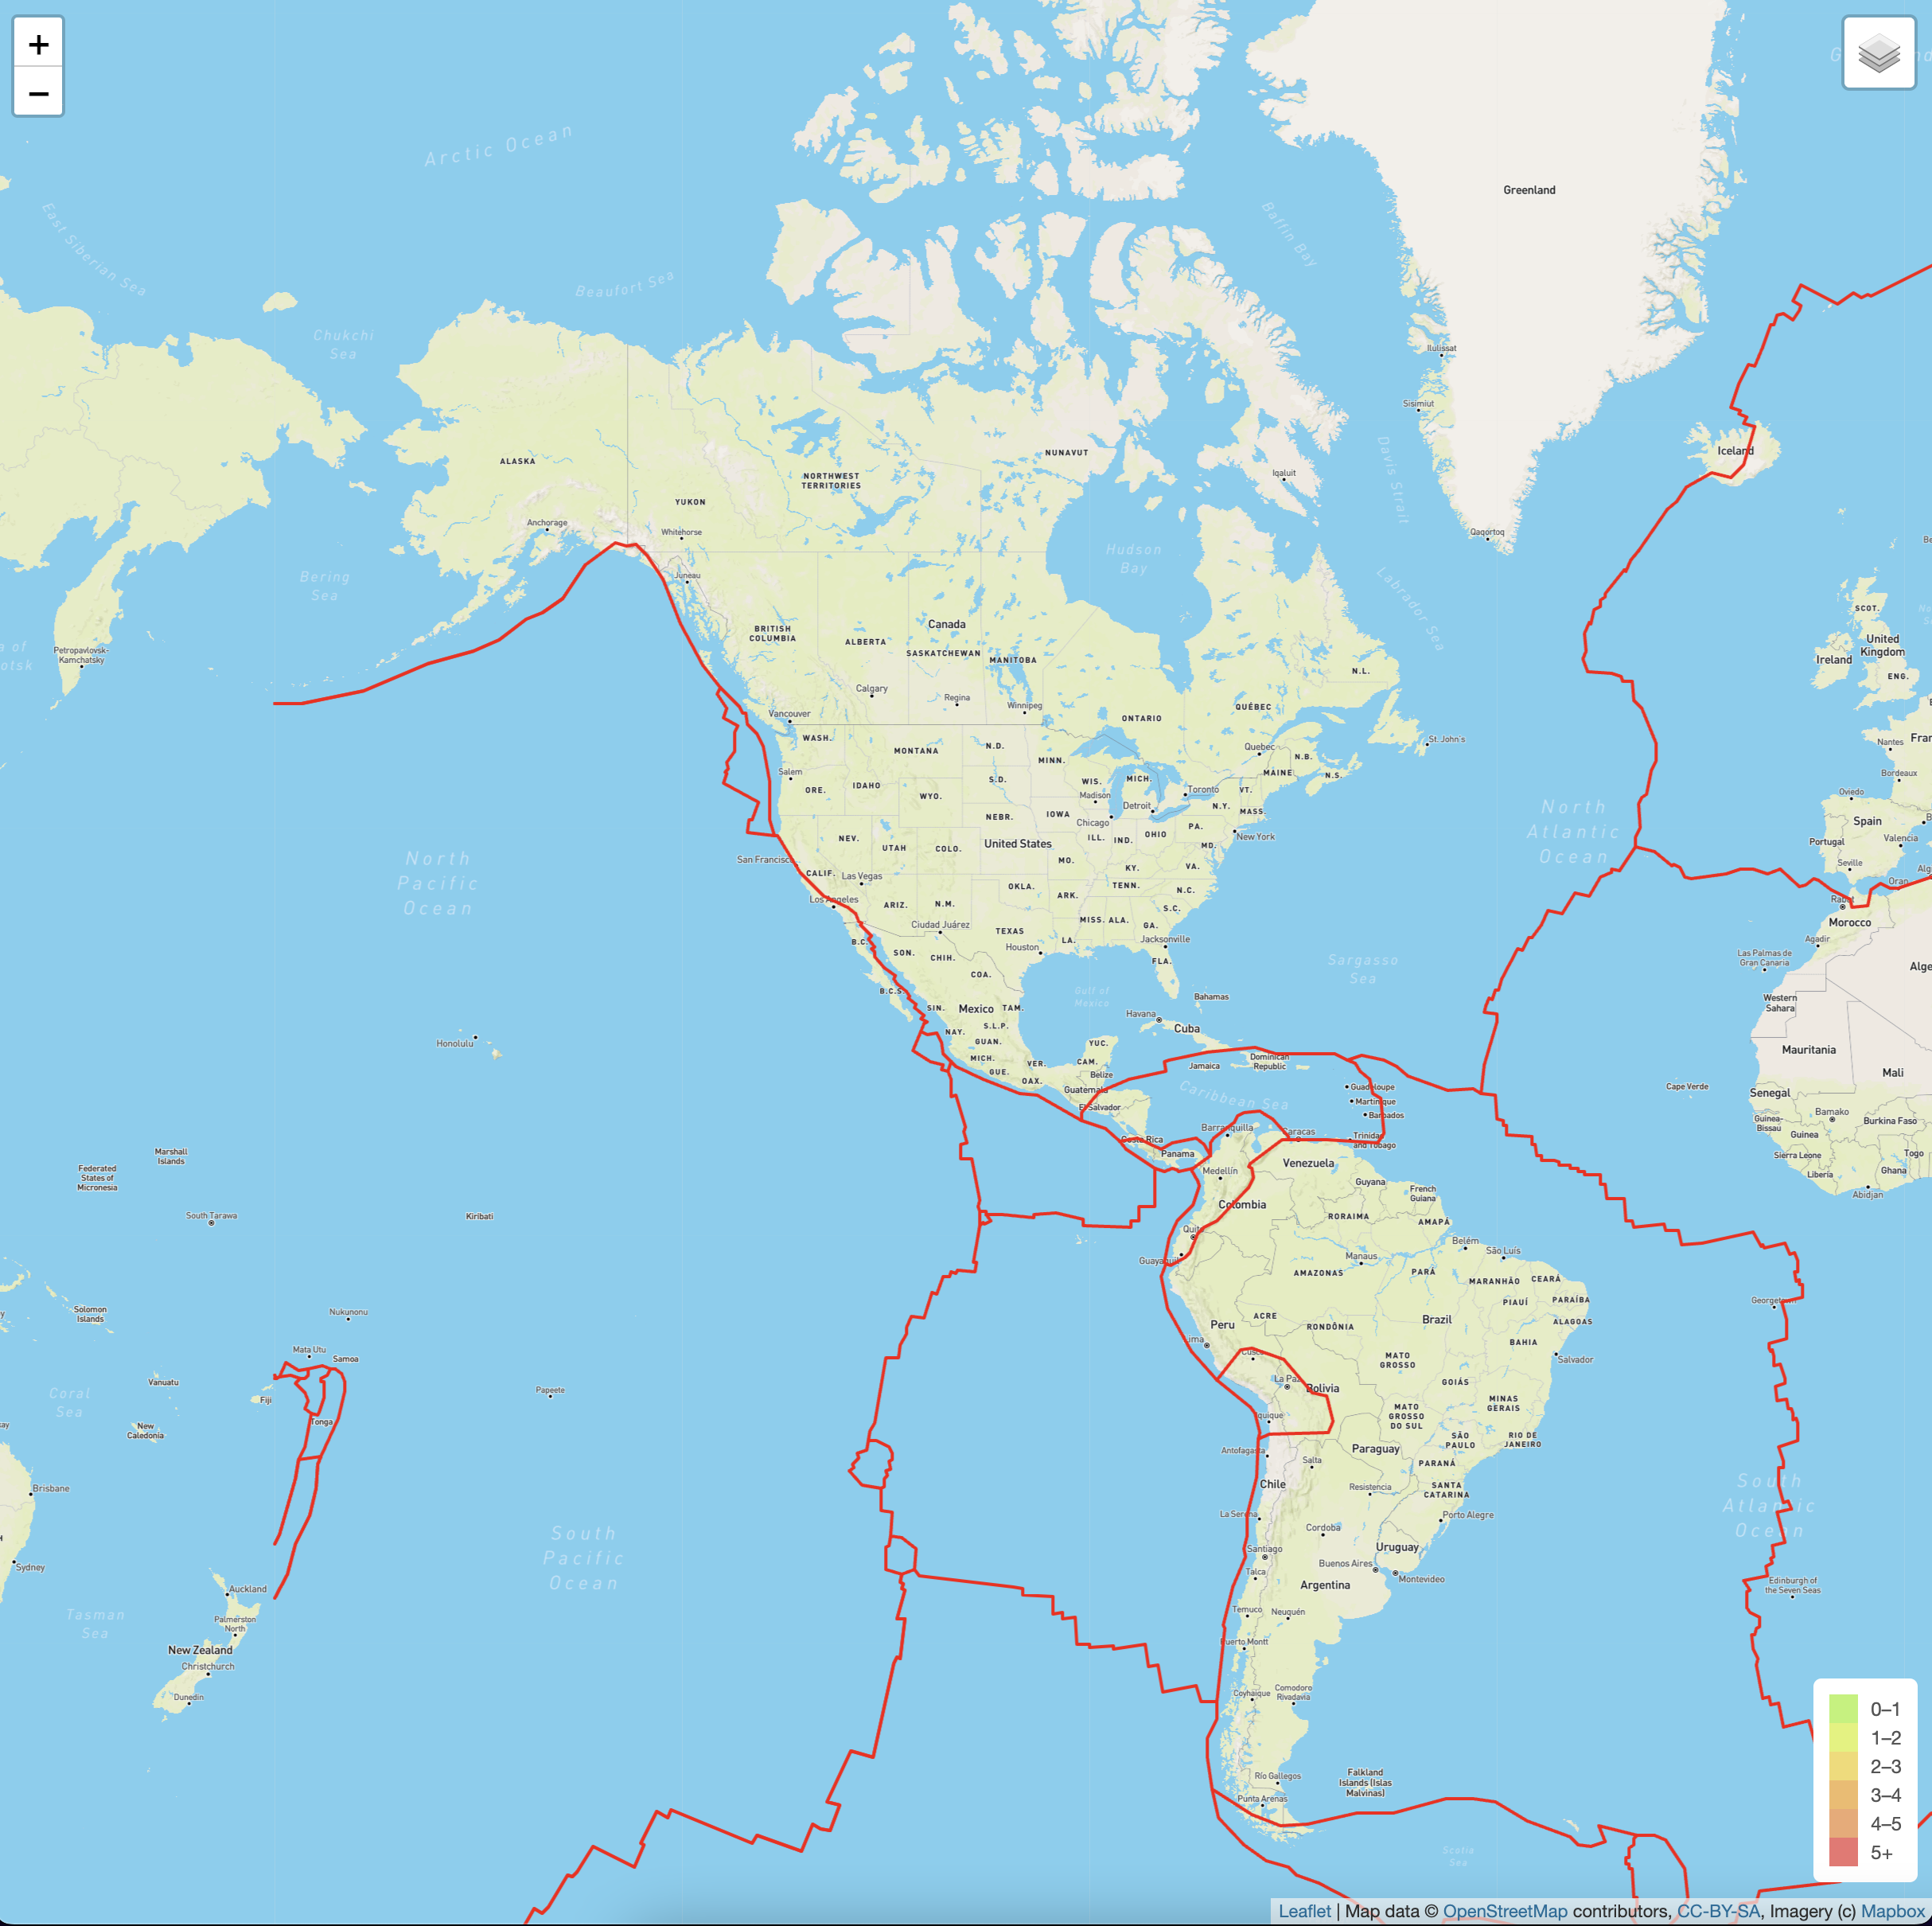 +
−
Arctic Ocean
Greenland
East Siberian Sea
Baffin Bay
Beaufort Sea
Chukchi
Sea
Ilulissat
Sisimiut
Davis Strait
Iceland
ALASKA
NUNAVUT
NORTHWEST
TERRITORIES
Iqaluit
YUKON
Anchorage
Whitehorse
Qaqortoq
Hudson
Bay
Bering
Sea
Juneau
Labrador Sea
SCOT.
United
Kingdom
Ireland
ENG.
BRITISH
COLUMBIA
ALBERTA
Canada
SASKATCHEWAN
MANITOBA
Petropavlovsk-
Kamchatsky
N.L.
Calgary
Regina
Winnipeg
Vancouver
ONTARIO
QUÉBEC
St. John's
WASH.
MONTANA
N.D.
Quebec
N.B.
MAINE
N.S.
Nantes
Bordeaux
Salem
ORE.
IDAHO
WYO.
S.D.
MINN.
WIS.
MICH.
Madison
Toronto
VT.
Detroit
N.Y.
MASS.
Oviedo
Spain
Portugal
Valencia
Seville
Oran
NEBR.
IOWA
Chicago
ILL.
IND.
OHIO
PA.
New York
MD.
NEV.
UTAH
COLO.
United States
San Francisc
MO.
KY.
VA.
North
Atlantic
Ocean
North
Pacific
Ocean
CALIF.
Las Vegas
OKLA.
TENN.
N.C.
ARK.
Los Angeles
ARIZ.
N.M.
S.C.
MISS.
ALA.
GA.
Ciudad Juárez
TEXAS
LA.
Jacksonville
Houston
FLA.
Rabat
Morocco
Agadir
Las Palmas de
Gran Canaria
B.C.
SON.
CHIH.
COA.
Sargasso
Sea
Alge
B.C.S.
Gulf of
Mexico
Bahamas
Western
Sahara
SIN.
Mexico
TAM.
Havana
Cuba
NAY.
S.L.P.
GUAN.
YUC.
Honolulu
MICH.
VER.
CAM.
GUE.
OAX.
Belize
Jamaica
Dominican
Republic
Mauritania
Mali
Guatemala
El Salvador
Caribbean Sea
Guadeloupe
Martinique
Barbados
Cape Verde
Senegal
Guinea-
Bissau
Bamako
Burkina Faso
Guinea
Barranquilla
Caracas
Trinidad
and Tobago
Costa Rica
Panama
Venezuela
Medellín
Sierra Leone
Liberia
Togo
Ghana
Abidjan
Marshall
Islands
Federated
States of
Micronesia
South Tarawa
Kiribati
Guyana
French
Guiana
Colombia
RORAIMA
AMAPÁ
Quito
Guayaquil
Belém
São Luís
Manaus
AMAZONAS
PARÁ
MARANHÃO
CEARÁ
PIAUÍ
PARAÍBA
ALAGOAS
Georgetown
Solomon
Islands
Nukunonu
ACRE
Peru
RONDÔNIA
Brazil
BAHIA
Lima
Cusco
MATO
GROSSO
Salvador
Mata Utu
Samoa
Vanuatu
Fiji
Coral
Sea
Papeete
La Paz
Bolivia
GOIÁS
MINAS
GERAIS
New
Caledonia
Tonga
Iquique
MATO
GROSSO
DO SUL
SÃO
PAULO
RIO DE
JANEIRO
Antofagasta
Paraguay
Salta
PARANÁ
Chile
Resistencia
SANTA
CATARINA
South
Atlantic
Ocean
Brisbane
La Serena
Cordoba
Porto Alegre
South
Pacific
Ocean
Santiago
Uruguay
Buenos Aires
Montevideo
Sydney
Talca
Argentina
Edinburgh of
the Seven Seas
Auckland
Tasman
Sea
Palmerston
North
Temuco
Neuquén
New Zealand
Christchurch
Puerto Montt
Dunedin
Coyhaique
Comodoro
Rivadavia
Río Gallegos
Falkland
Islands (Islas
Malvinas)
Punta Arenas
Scotia
Sea
0–1
1–2
2–3
3–4
4–5
5+
Leaflet | Map data © OpenStreetMap contributors, CC-BY-SA, Imagery (c) Mapbox